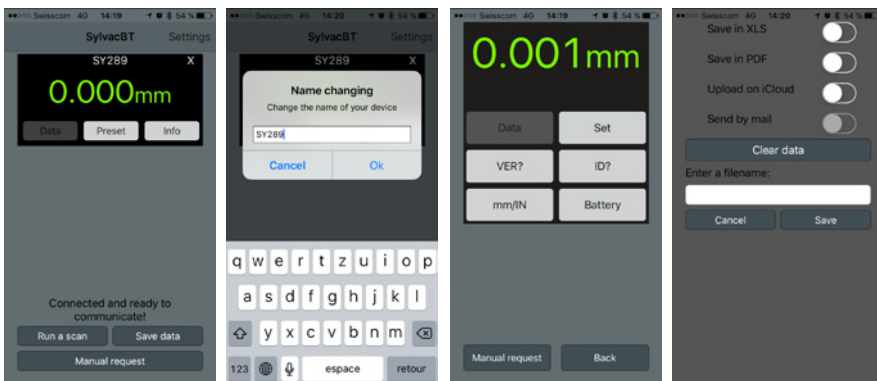 Swisscom 4G 14:19 54 %
SylvacBT Settings
SY289 X
0.000mm
Data Preset Info
Connected and ready to
communicate!
Run a scan Save data
Manual request
Swisscom 4G 14:20 54 %
SylvacBT Settings
SY289 X
Name changing
Change the name of your device
SY289
Cancel Ok
q w e r t z u i o p
a s d f g h j k l
y x c v b n m
123 espace retour
Swisscom 4G 14:19 54 %
0.001mm
Data Set
VER? ID?
mm/IN Battery
Manual request Back
Swisscom 4G 14:20 54 %
Save in XLS
Save in PDF
Upload on iCloud
Send by mail
Clear data
Enter a filename:
Cancel Save